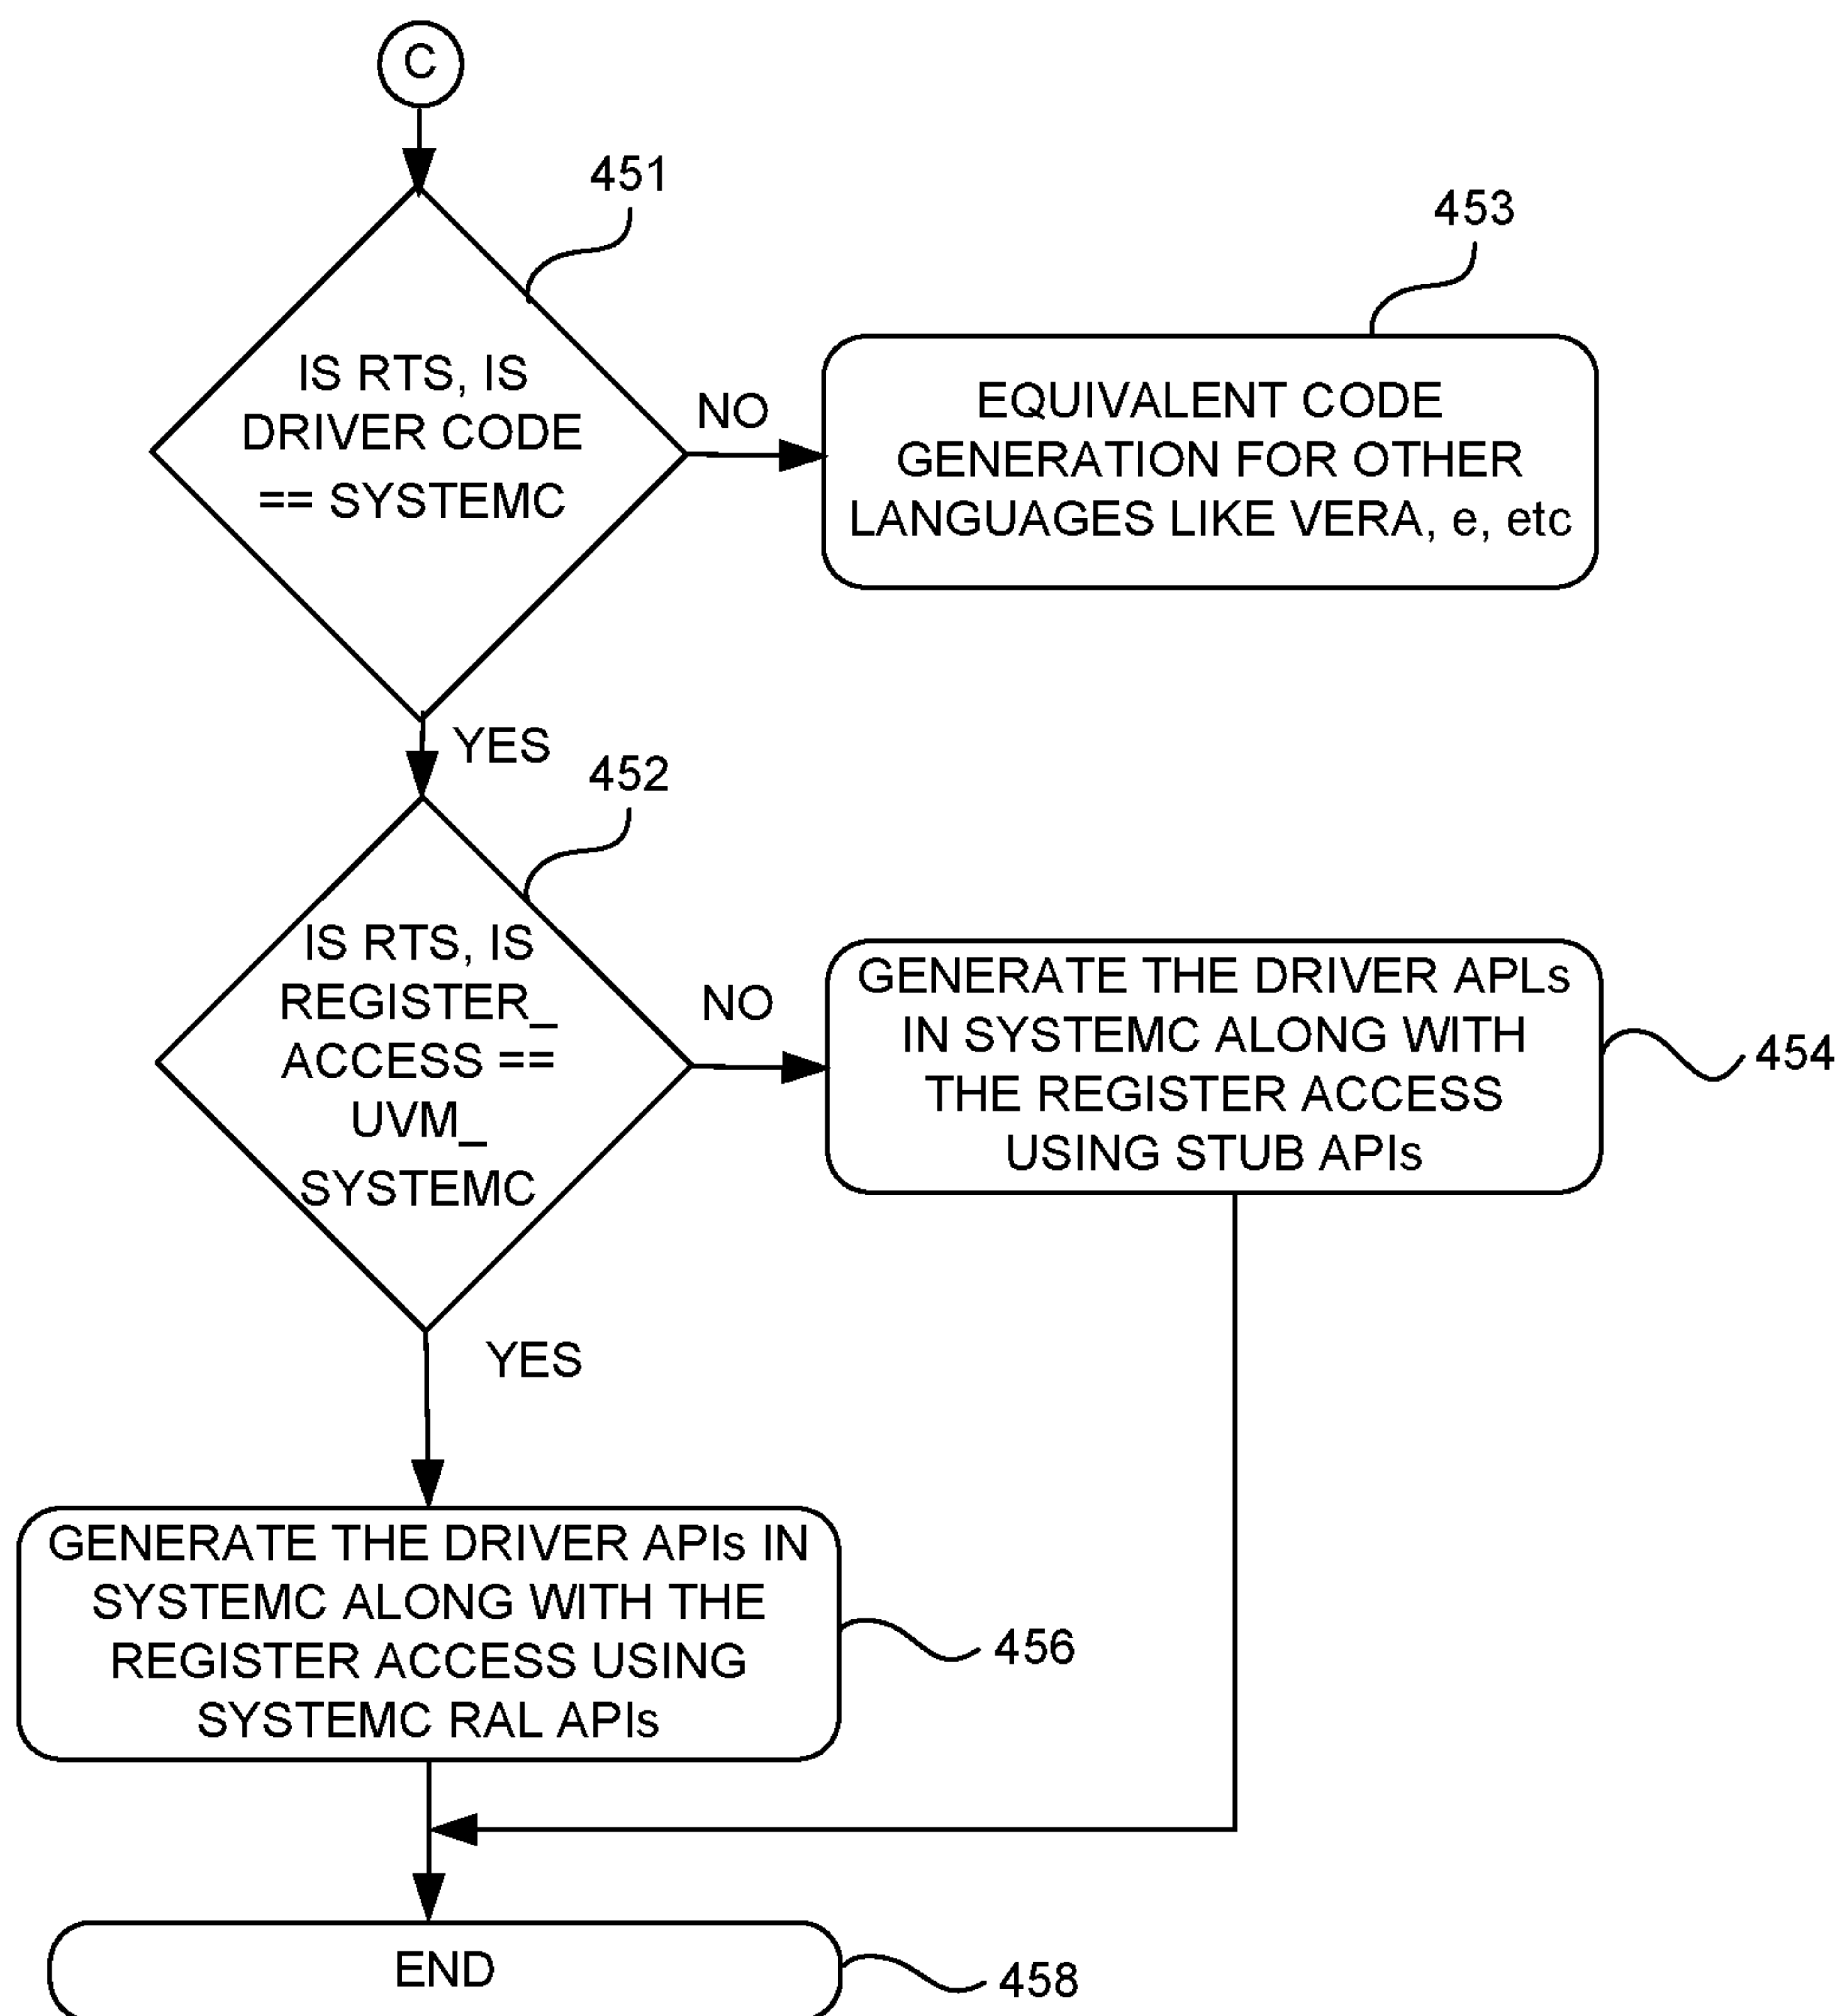 C
451
IS RTS, IS
DRIVER CODE
== SYSTEMC
NO
453
EQUIVALENT CODE
GENERATION FOR OTHER
LANGUAGES LIKE VERA, e, etc
YES
452
IS RTS, IS
REGISTER_
ACCESS ==
UVM_
SYSTEMC
NO
GENERATE THE DRIVER APLs
IN SYSTEMC ALONG WITH
THE REGISTER ACCESS
USING STUB APIs
454
YES
GENERATE THE DRIVER APIs IN
SYSTEMC ALONG WITH THE
REGISTER ACCESS USING
SYSTEMC RAL APIs
456
END
458